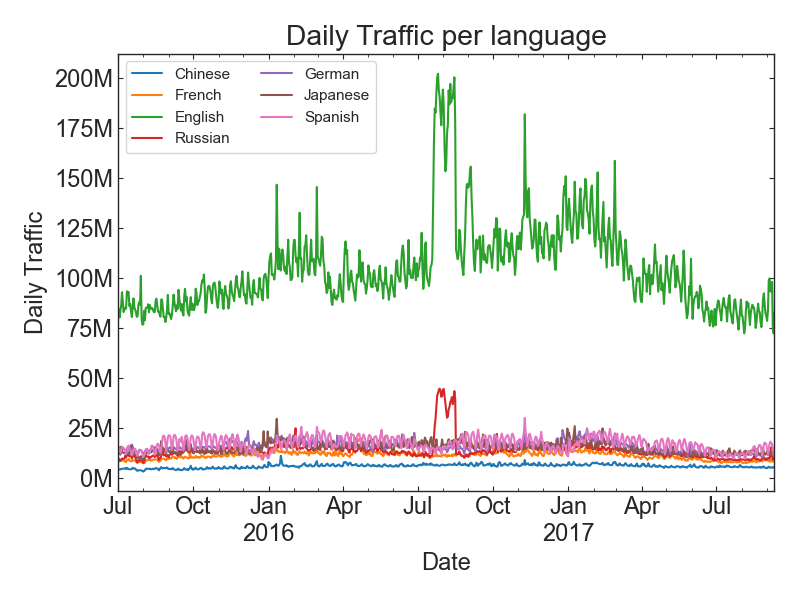 Daily Traffic per language
Chinese
French
English
Russian
German
Japanese
Spanish
Daily Traffic
200M
175M
150M
125M
100M
75M
50M
25M
0M
Jul Oct Jan Apr Jul Oct Jan Apr Jul
2016 2017
Date